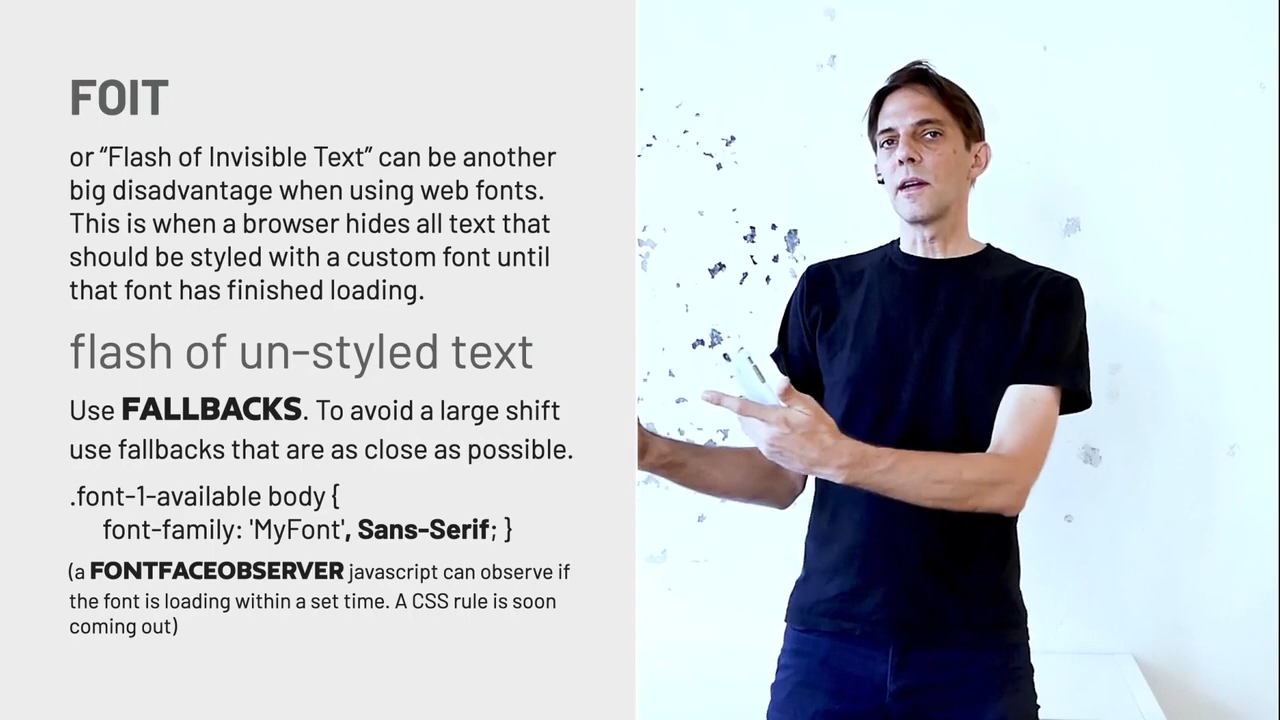 FOIT
or “Flash of Invisible Text” can be another
big disadvantage when using web fonts.
This is when a browser hides all text that
should be styled with a custom font until
that font has finished loading.
flash of un-styled text
Use FALLBACKS. To avoid a large shift
use fallbacks that are as close as possible.
.font-1-available body {
font-family: 'MyFont', Sans-Serif; }
(a FONTFACEOBSERVER javascript can observe if
the font is loading within a set time. A CSS rule is soon
coming out)